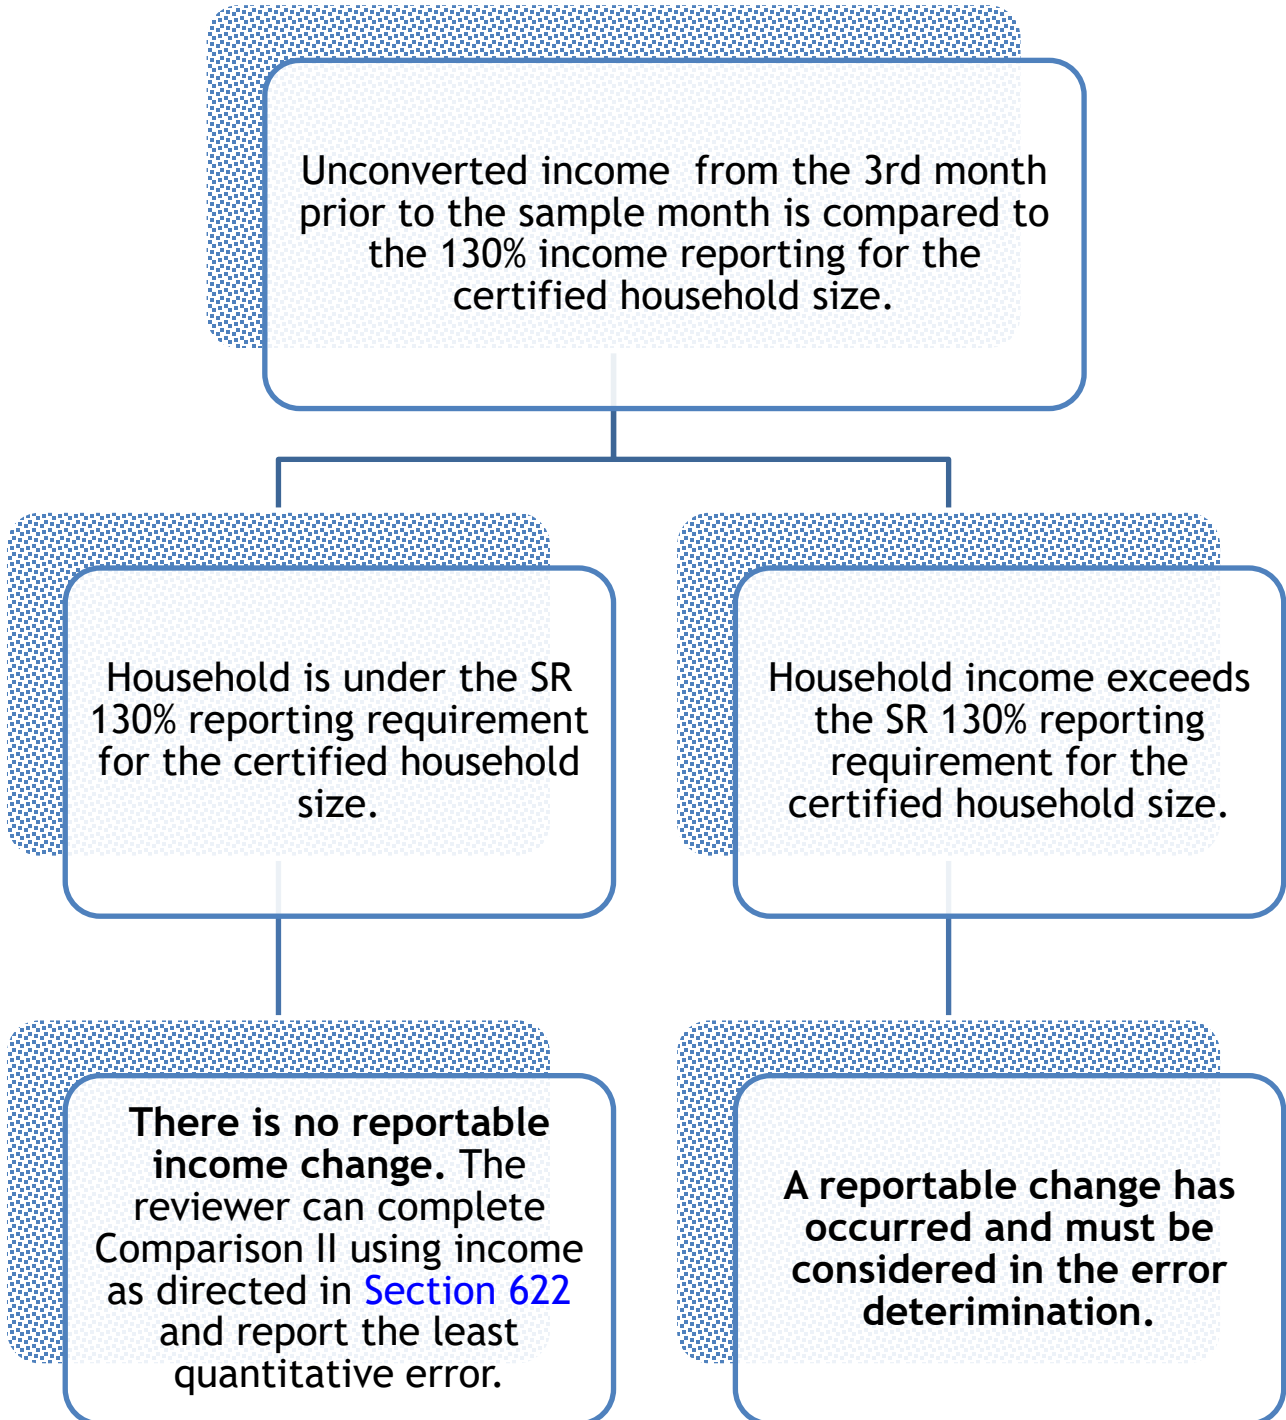 Unconverted income  from the 3rd month
prior to the sample month is compared to
the 130% income reporting for the
certified household size.
Household is under the SR
130% reporting requirement
for the certified household
size.
Household income exceeds
the SR 130% reporting
requirement for the
certified household size.
There is no reportable
income change. The
reviewer can complete
Comparison II using income
as directed in Section 622
and report the least
quantitative error.
A reportable change has
occurred and must be
considered in the error
deterimination.